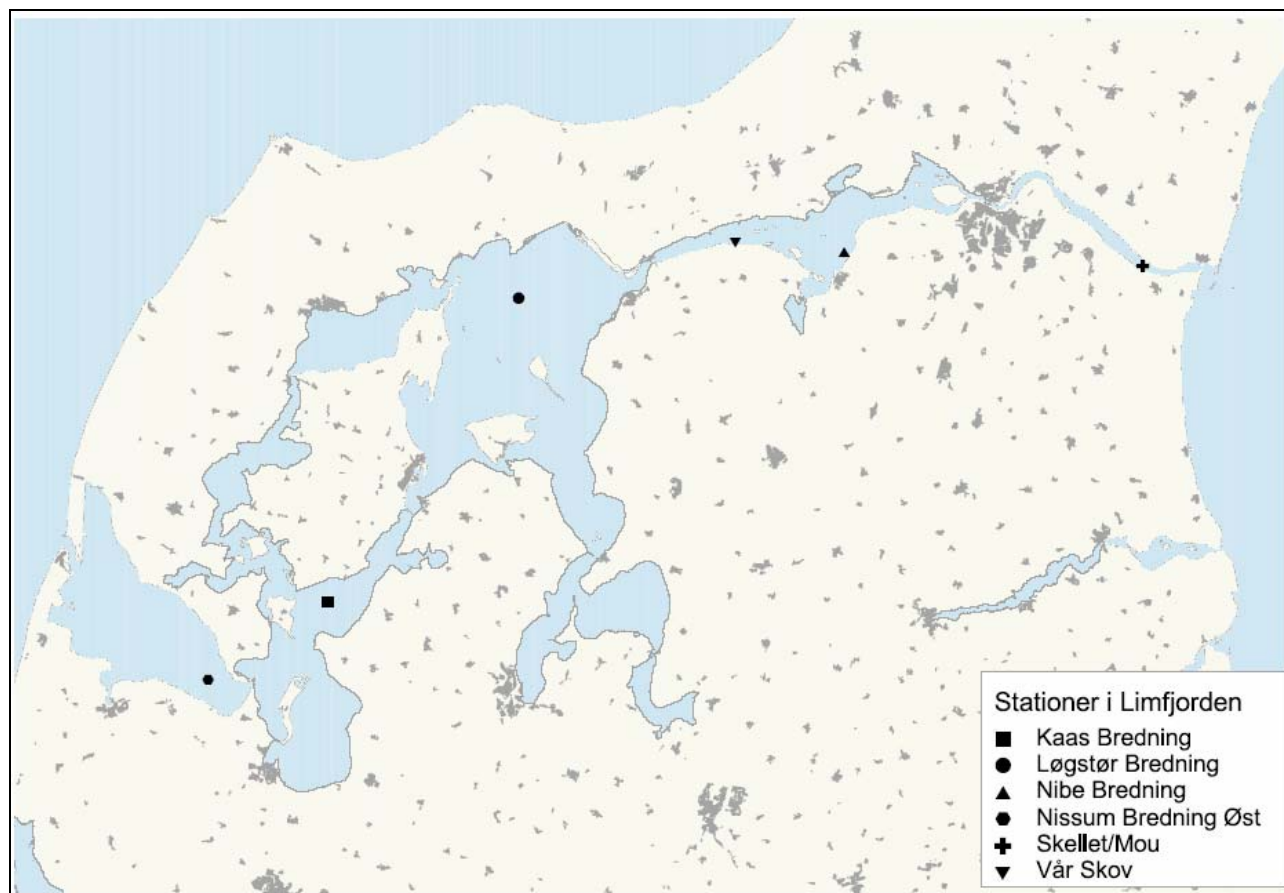 Stationer i Limfjorden
Kaas Bredning
Løgstør Bredning
Nibe Bredning
Nissum Bredning Øst
Skellet/Mou
Vår Skov